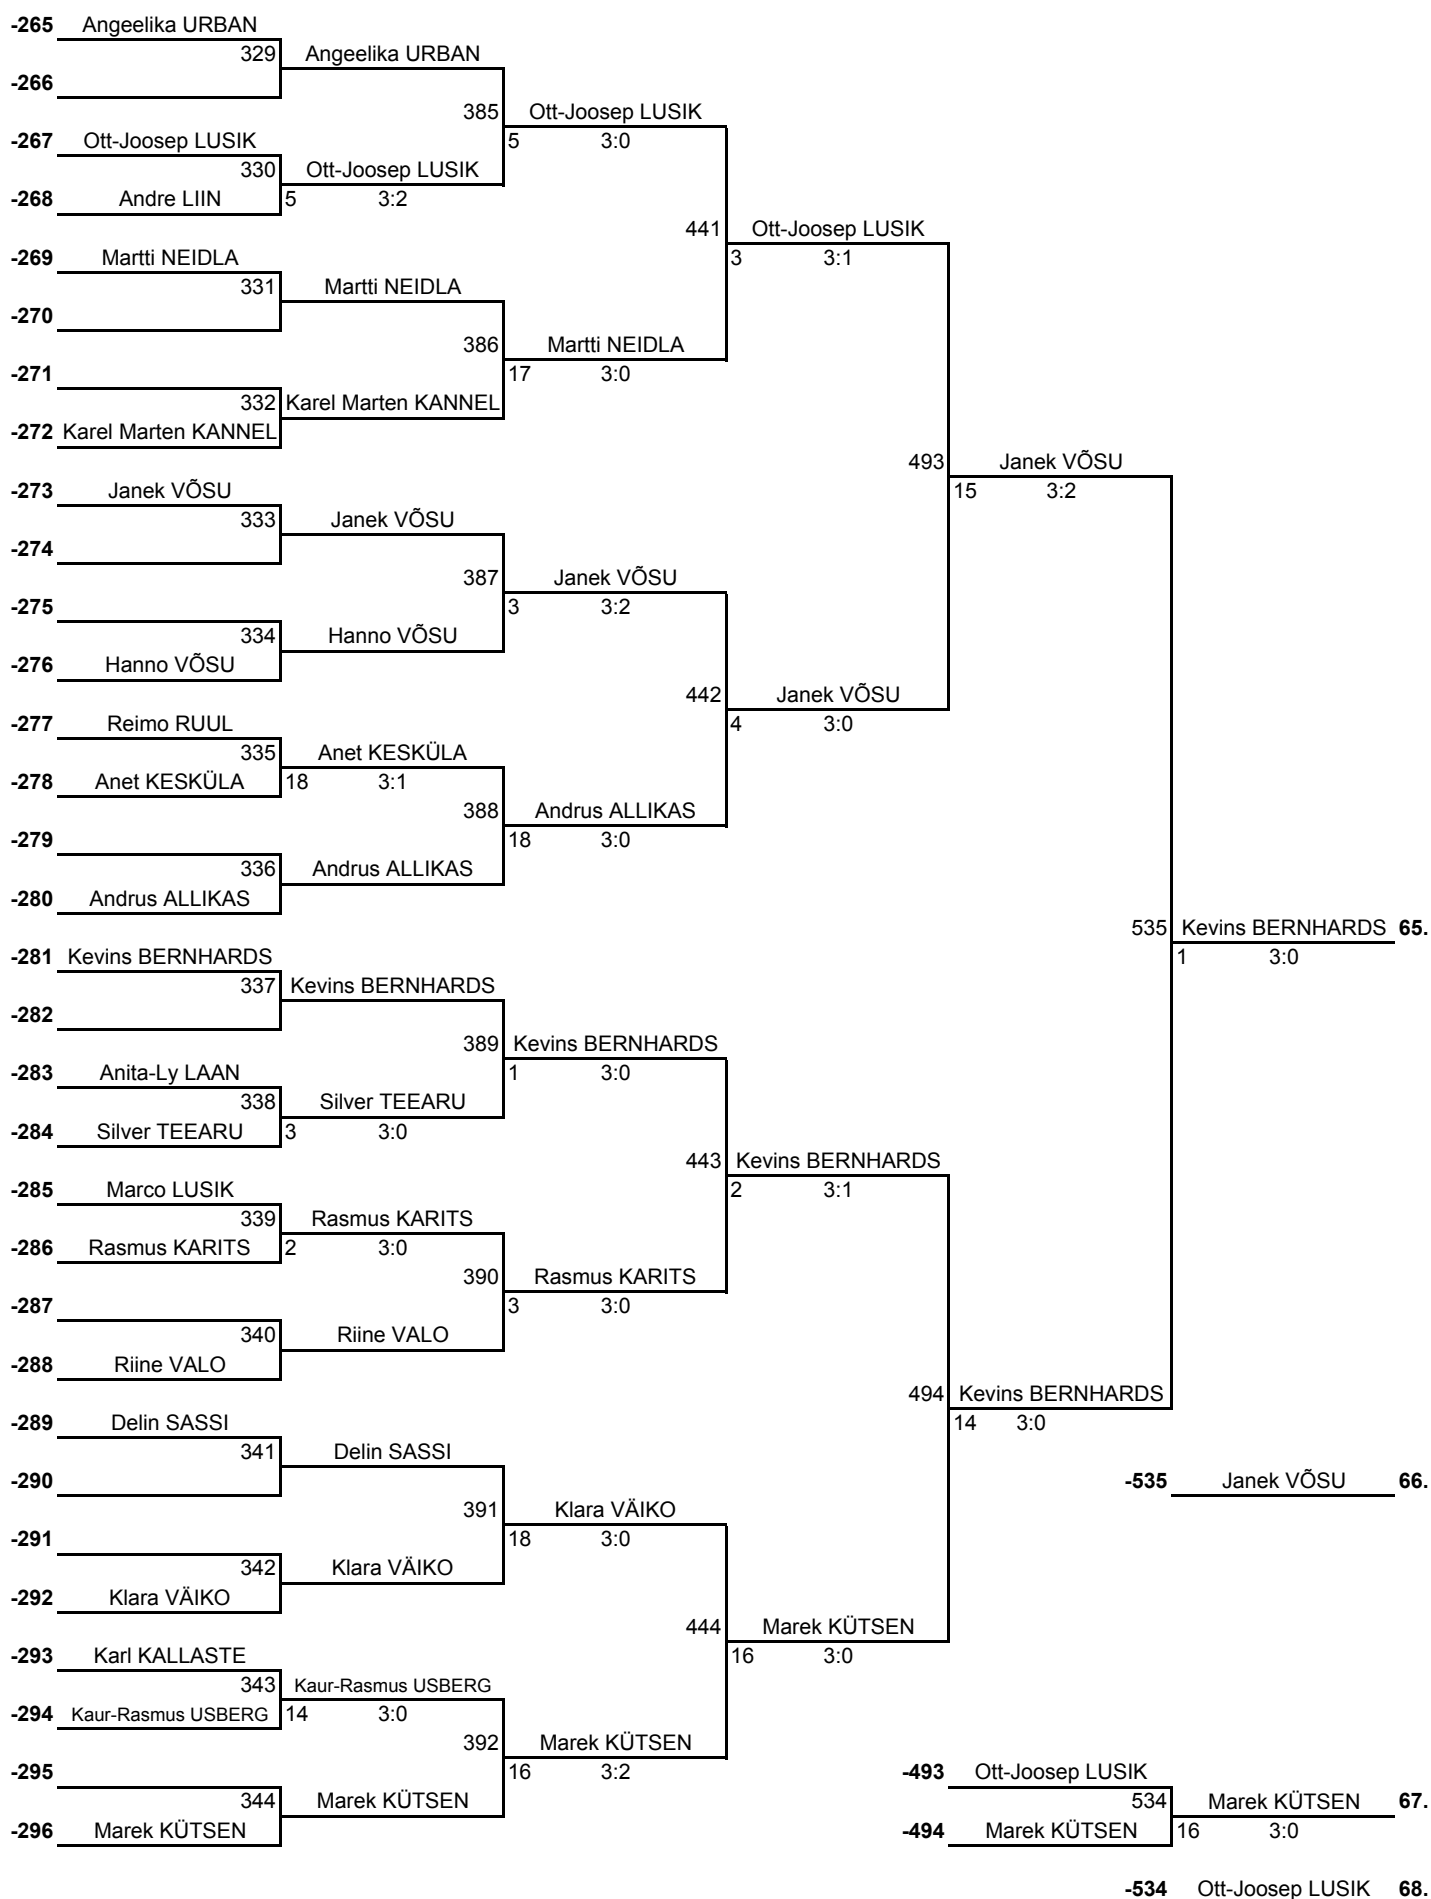 -265 Angeelika URBAN
329 Angeelika URBAN
-266
385 Ott-Joosep LUSIK
-267 Ott-Joosep LUSIK 5 3:0
330 Ott-Joosep LUSIK
-268 Andre LIIN 5 3:2
441 Ott-Joosep LUSIK
-269 Martti NEIDLA 3 3:1
331 Martti NEIDLA
-270
386 Martti NEIDLA
-271 17 3:0
332 Karel Marten KANNEL
-272 Karel Marten KANNEL
493 Janek VÕSU
-273 Janek VÕSU 15 3:2
333 Janek VÕSU
-274
387 Janek VÕSU
-275 3 3:2
334 Hanno VÕSU
-276 Hanno VÕSU
442 Janek VÕSU
-277 Reimo RUUL 4 3:0
335 Anet KESKÜLA
-278 Anet KESKÜLA 18 3:1
388 Andrus ALLIKAS
-279 18 3:0
336 Andrus ALLIKAS
-280 Andrus ALLIKAS
535 Kevins BERNHARDS 65.
-281 Kevins BERNHARDS 1 3:0
337 Kevins BERNHARDS
-282
389 Kevins BERNHARDS
-283 Anita-Ly LAAN 1 3:0
338 Silver TEEARU
-284 Silver TEEARU 3 3:0
443 Kevins BERNHARDS
-285 Marco LUSIK 2 3:1
339 Rasmus KARITS
-286 Rasmus KARITS 2 3:0
390 Rasmus KARITS
-287 3 3:0
340 Riine VALO
-288 Riine VALO
494 Kevins BERNHARDS
-289 Delin SASSI 14 3:0
341 Delin SASSI
-290 -535 Janek VÕSU 66.
391 Klara VÄIKO
-291 18 3:0
342 Klara VÄIKO
-292 Klara VÄIKO
444 Marek KÜTSEN
-293 Karl KALLASTE 16 3:0
343 Kaur-Rasmus USBERG
-294 Kaur-Rasmus USBERG 14 3:0
392 Marek KÜTSEN
-295 16 3:2 -493 Ott-Joosep LUSIK
344 Marek KÜTSEN 534 Marek KÜTSEN 67.
-296 Marek KÜTSEN -494 Marek KÜTSEN 16 3:0
-534 Ott-Joosep LUSIK 68.